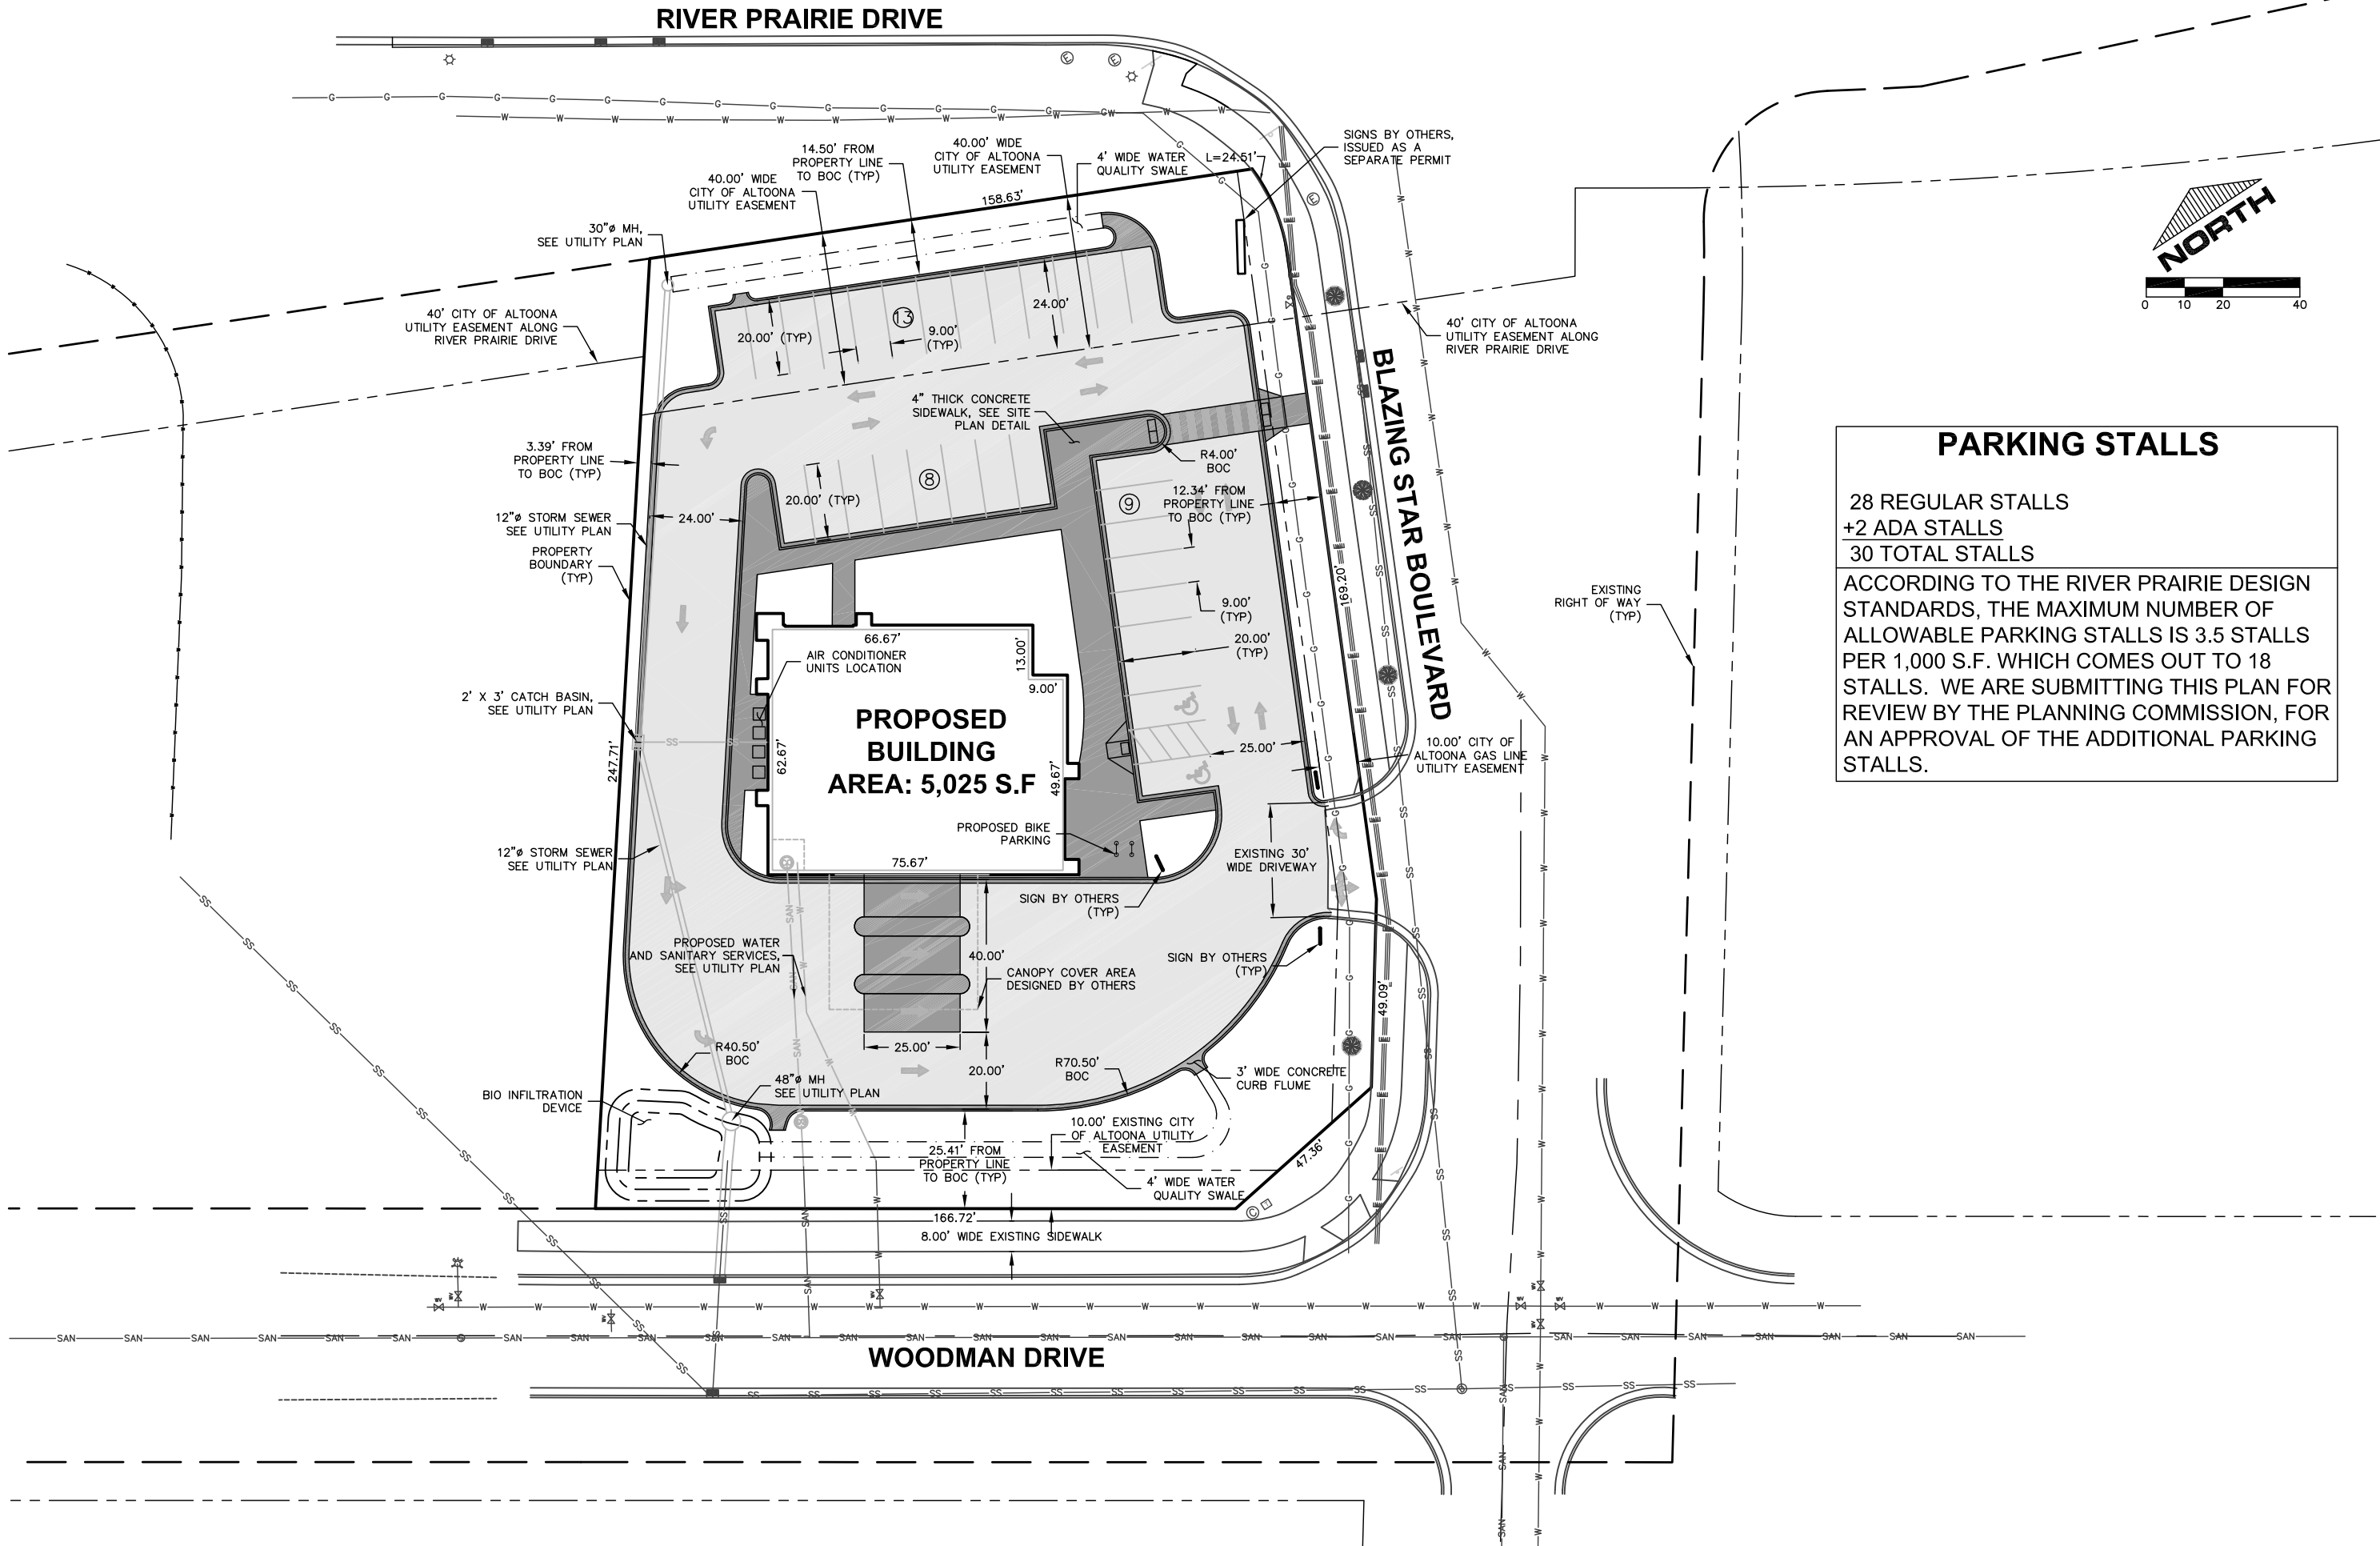 RIVER PRAIRIE DRIVE
14.50' FROM
PROPERTY LINE
TO BOC (TYP)
40.00' WIDE
CITY OF ALTOONA
UTILITY EASEMENT
40.00' WIDE
CITY OF ALTOONA
UTILITY EASEMENT
4' WIDE WATER
QUALITY SWALE
L=24.51'
SIGNS BY OTHERS,
ISSUED AS A
SEPARATE PERMIT
158.63'
30"ø MH,
SEE UTILITY PLAN
NORTH
0 10 20 40
40' CITY OF ALTOONA
UTILITY EASEMENT ALONG
RIVER PRAIRIE DRIVE
13
20.00' (TYP)
9.00'
(TYP)
24.00'
40' CITY OF ALTOONA
UTILITY EASEMENT ALONG
RIVER PRAIRIE DRIVE
BLAZING STAR BOULEVARD
4" THICK CONCRETE
SIDEWALK, SEE SITE
PLAN DETAIL
3.39' FROM
PROPERTY LINE
TO BOC (TYP)
R4.00'
BOC
8
9
20.00' (TYP)
12.34' FROM
PROPERTY LINE
TO BOC (TYP)
12"ø STORM SEWER
SEE UTILITY PLAN
24.00'
PROPERTY
BOUNDARY
(TYP)
169.20'
9.00'
(TYP)
20.00'
(TYP)
EXISTING
RIGHT OF WAY
(TYP)
PARKING STALLS
28 REGULAR STALLS
+2 ADA STALLS
30 TOTAL STALLS
ACCORDING TO THE RIVER PRAIRIE DESIGN
STANDARDS, THE MAXIMUM NUMBER OF
ALLOWABLE PARKING STALLS IS 3.5 STALLS
PER 1,000 S.F. WHICH COMES OUT TO 18
STALLS. WE ARE SUBMITTING THIS PLAN FOR
REVIEW BY THE PLANNING COMMISSION, FOR
AN APPROVAL OF THE ADDITIONAL PARKING
STALLS.
66.67'
13.00'
9.00'
AIR CONDITIONER
UNITS LOCATION
2' X 3' CATCH BASIN,
SEE UTILITY PLAN
247.71'
62.67'
PROPOSED
BUILDING
AREA: 5,025 S.F
49.67'
25.00'
10.00' CITY OF
ALTOONA GAS LINE
UTILITY EASEMENT
PROPOSED BIKE
PARKING
75.67'
12"ø STORM SEWER
SEE UTILITY PLAN
EXISTING 30'
WIDE DRIVEWAY
SIGN BY OTHERS
(TYP)
PROPOSED WATER
AND SANITARY SERVICES,
SEE UTILITY PLAN
40.00'
CANOPY COVER AREA
DESIGNED BY OTHERS
SIGN BY OTHERS
(TYP)
49.09'
R40.50'
BOC
25.00'
20.00'
R70.50'
BOC
48"ø MH
SEE UTILITY PLAN
3' WIDE CONCRETE
CURB FLUME
BIO INFILTRATION
DEVICE
10.00' EXISTING CITY
OF ALTOONA UTILITY
EASEMENT
25.41' FROM
PROPERTY LINE
TO BOC (TYP)
47.36'
4' WIDE WATER
QUALITY SWALE
166.72'
8.00' WIDE EXISTING SIDEWALK
WOODMAN DRIVE